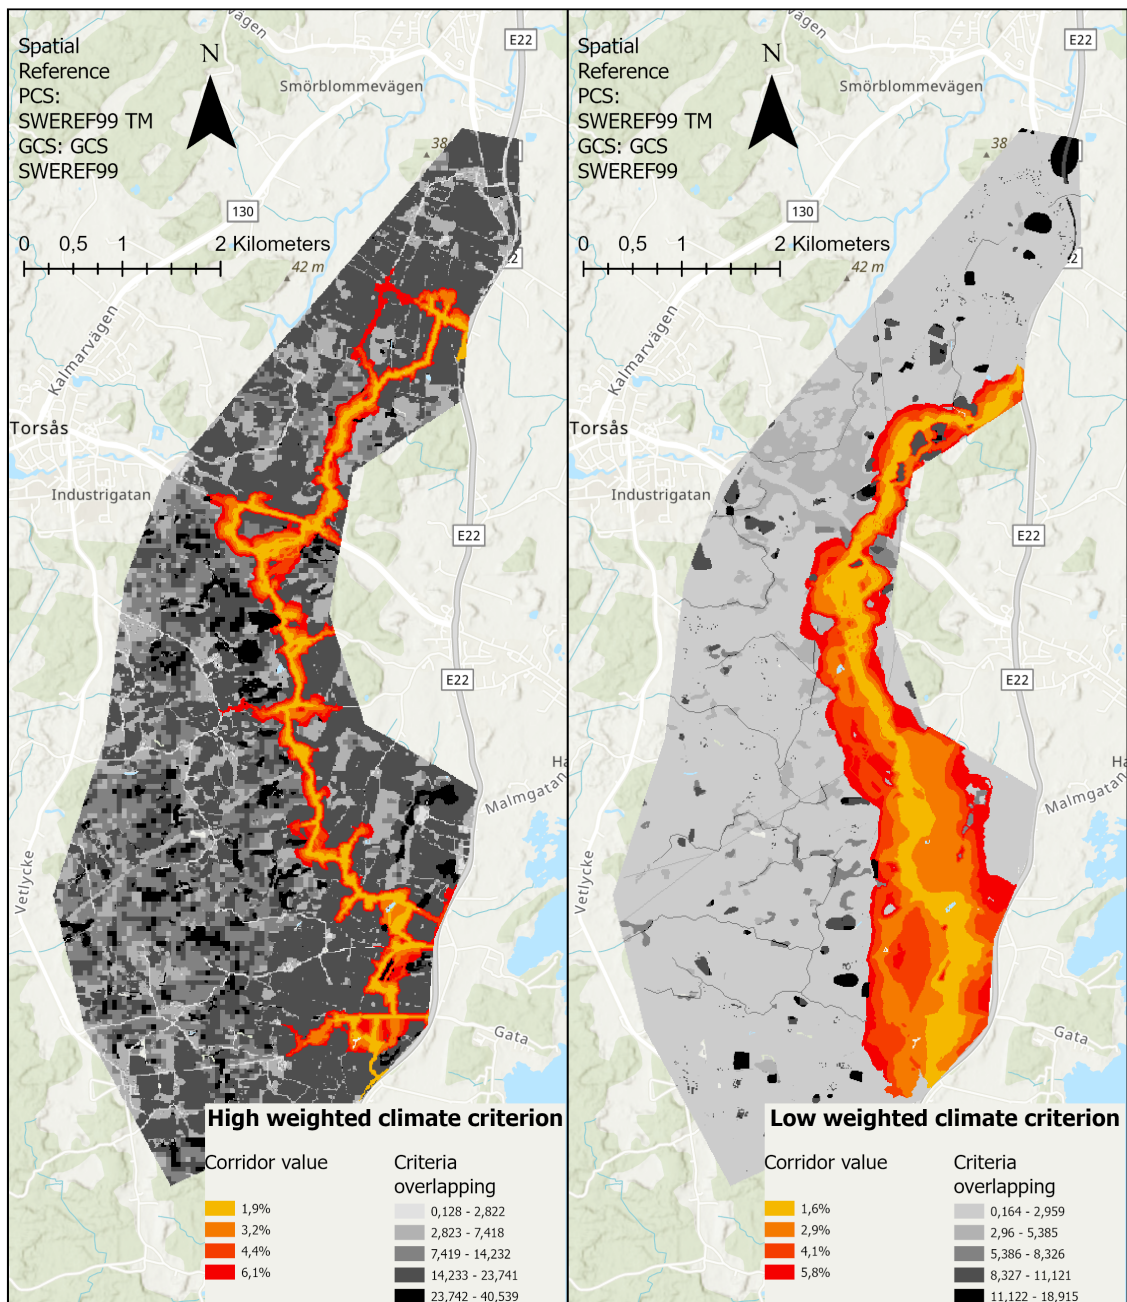 vägen
E22
Spatial
Reference
PCS:
SWEREF99 TM
GCS: GCS
SWEREF99
N
Smörblommevägen
38
130
0 0,5 1 2 Kilometers
42 m
Kalmarvägen
Torsås
Industrigatan
E22
E22
Ha
Malmgatan
Vetlycke
Gata
High weighted climate criterion
Corridor value
1,9%
3,2%
4,4%
6,1%
Criteria
overlapping
0,128 - 2,822
2,823 - 7,418
7,419 - 14,232
14,233 - 23,741
23,742 - 40,539
vägen
E22
Spatial
Reference
PCS:
SWEREF99 TM
GCS: GCS
SWEREF99
N
Smörblommevägen
38
130
0 0,5 1 2 Kilometers
42 m
Kalmarvägen
Torsås
Industrigatan
E22
E22
Ha
Malmgatan
Vetlycke
Gata
Low weighted climate criterion
Corridor value
1,6%
2,9%
4,1%
5,8%
Criteria
overlapping
0,164 - 2,959
2,96 - 5,385
5,386 - 8,326
8,327 - 11,121
11,122 - 18,915